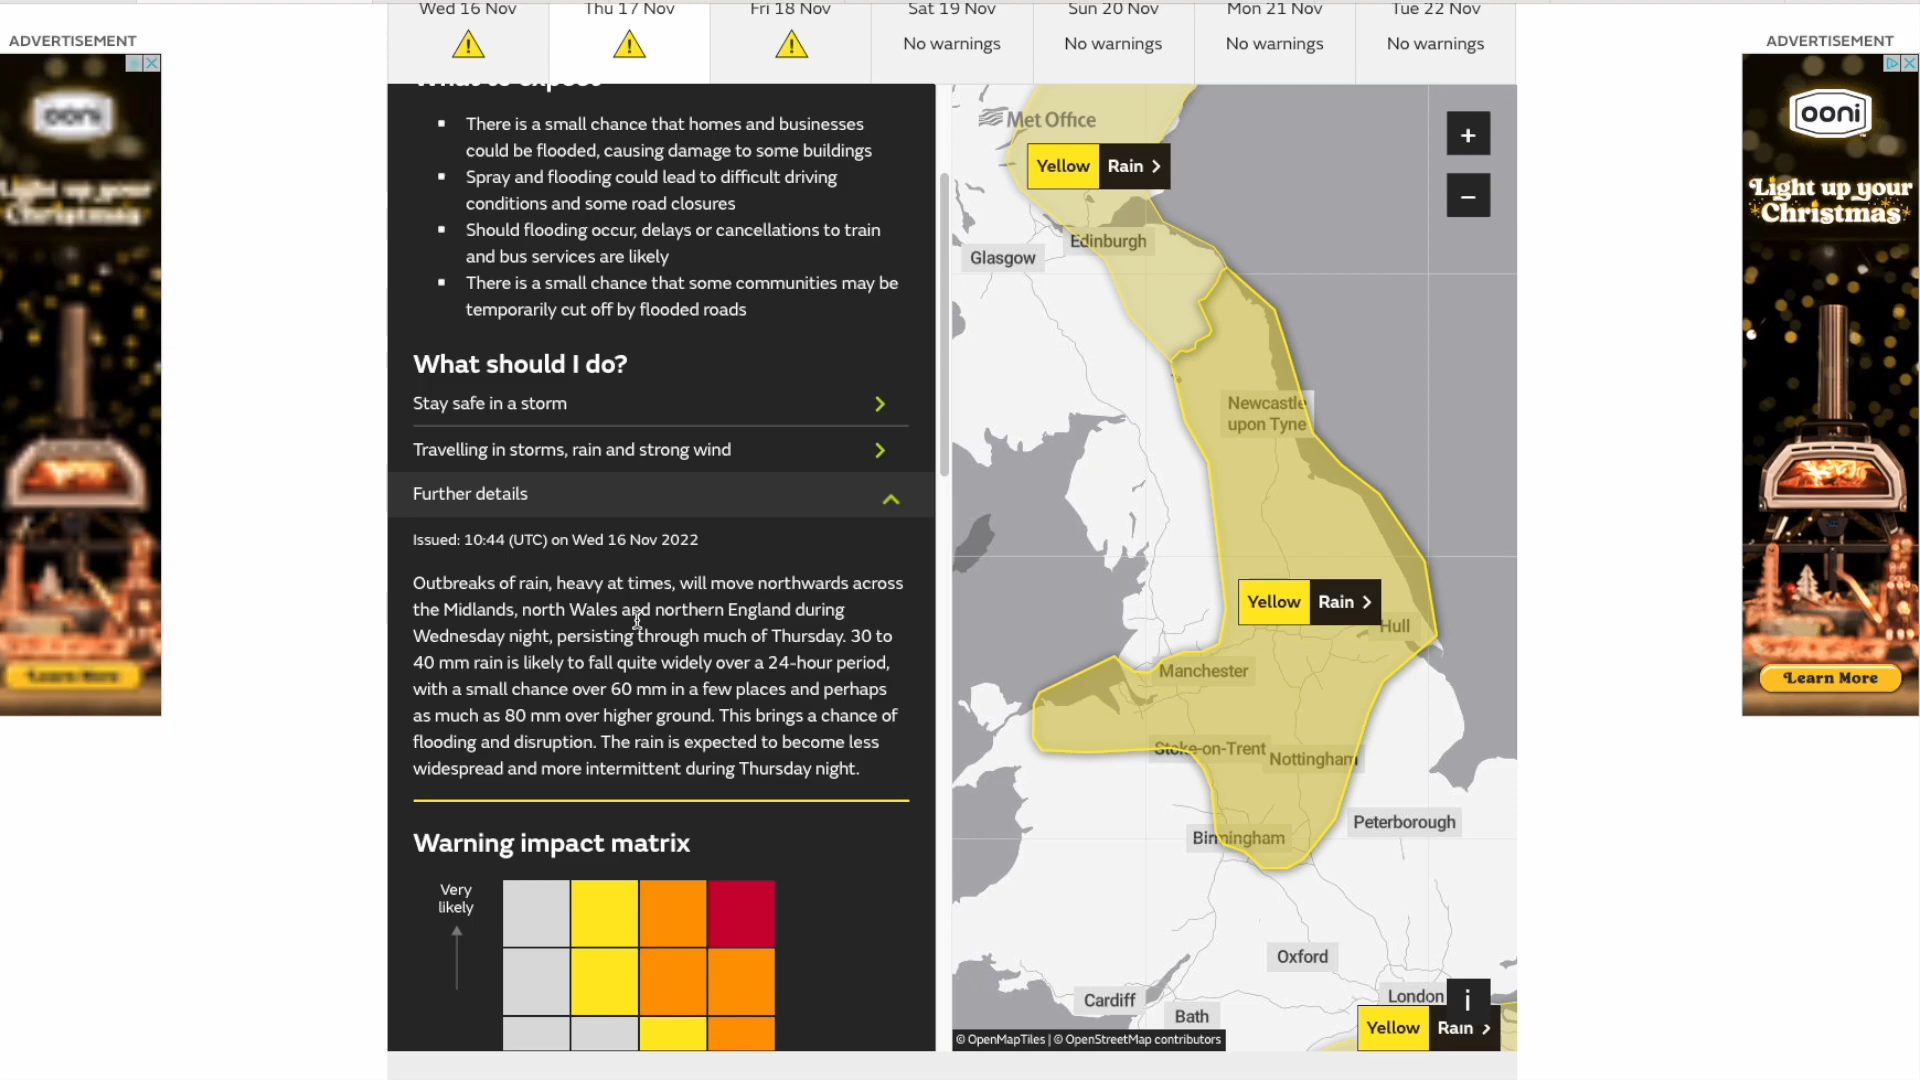 Wed 16 Nov
Thu 17 Nov
Fri 18 Nov
Sat 19 Nov
Sun 20 Nov
Mon 21 Nov
Tue 22 Nov
No warnings
No warnings
No warnings
No warnings
ADVERTISEMENT
ooni
Light up your
Christmas
Learn More
What to expect
There is a small chance that homes and businesses
could be flooded, causing damage to some buildings
Spray and flooding could lead to difficult driving
conditions and some road closures
Should flooding occur, delays or cancellations to train
and bus services are likely
There is a small chance that some communities may be
temporarily cut off by flooded roads
What should I do?
Stay safe in a storm
Travelling in storms, rain and strong wind
Further details
Issued: 10:44 (UTC) on Wed 16 Nov 2022
Outbreaks of rain, heavy at times, will move northwards across
the Midlands, north Wales and northern England during
Wednesday night, persisting through much of Thursday. 30 to
40 mm rain is likely to fall quite widely over a 24-hour period,
with a small chance over 60 mm in a few places and perhaps
as much as 80 mm over higher ground. This brings a chance of
flooding and disruption. The rain is expected to become less
widespread and more intermittent during Thursday night.
Warning impact matrix
Very
likely
Met Office
Yellow Rain
Edinburgh
Glasgow
Newcastle
upon Tyne
Yellow Rain
Hull
Manchester
Stoke-on-Trent
Nottingham
Peterborough
Birmingham
Oxford
London
Cardiff
Bath
Yellow Rain
i
© OpenMapTiles | © OpenStreetMap contributors
ADVERTISEMENT
ooni
Light up your
Christmas
Learn More